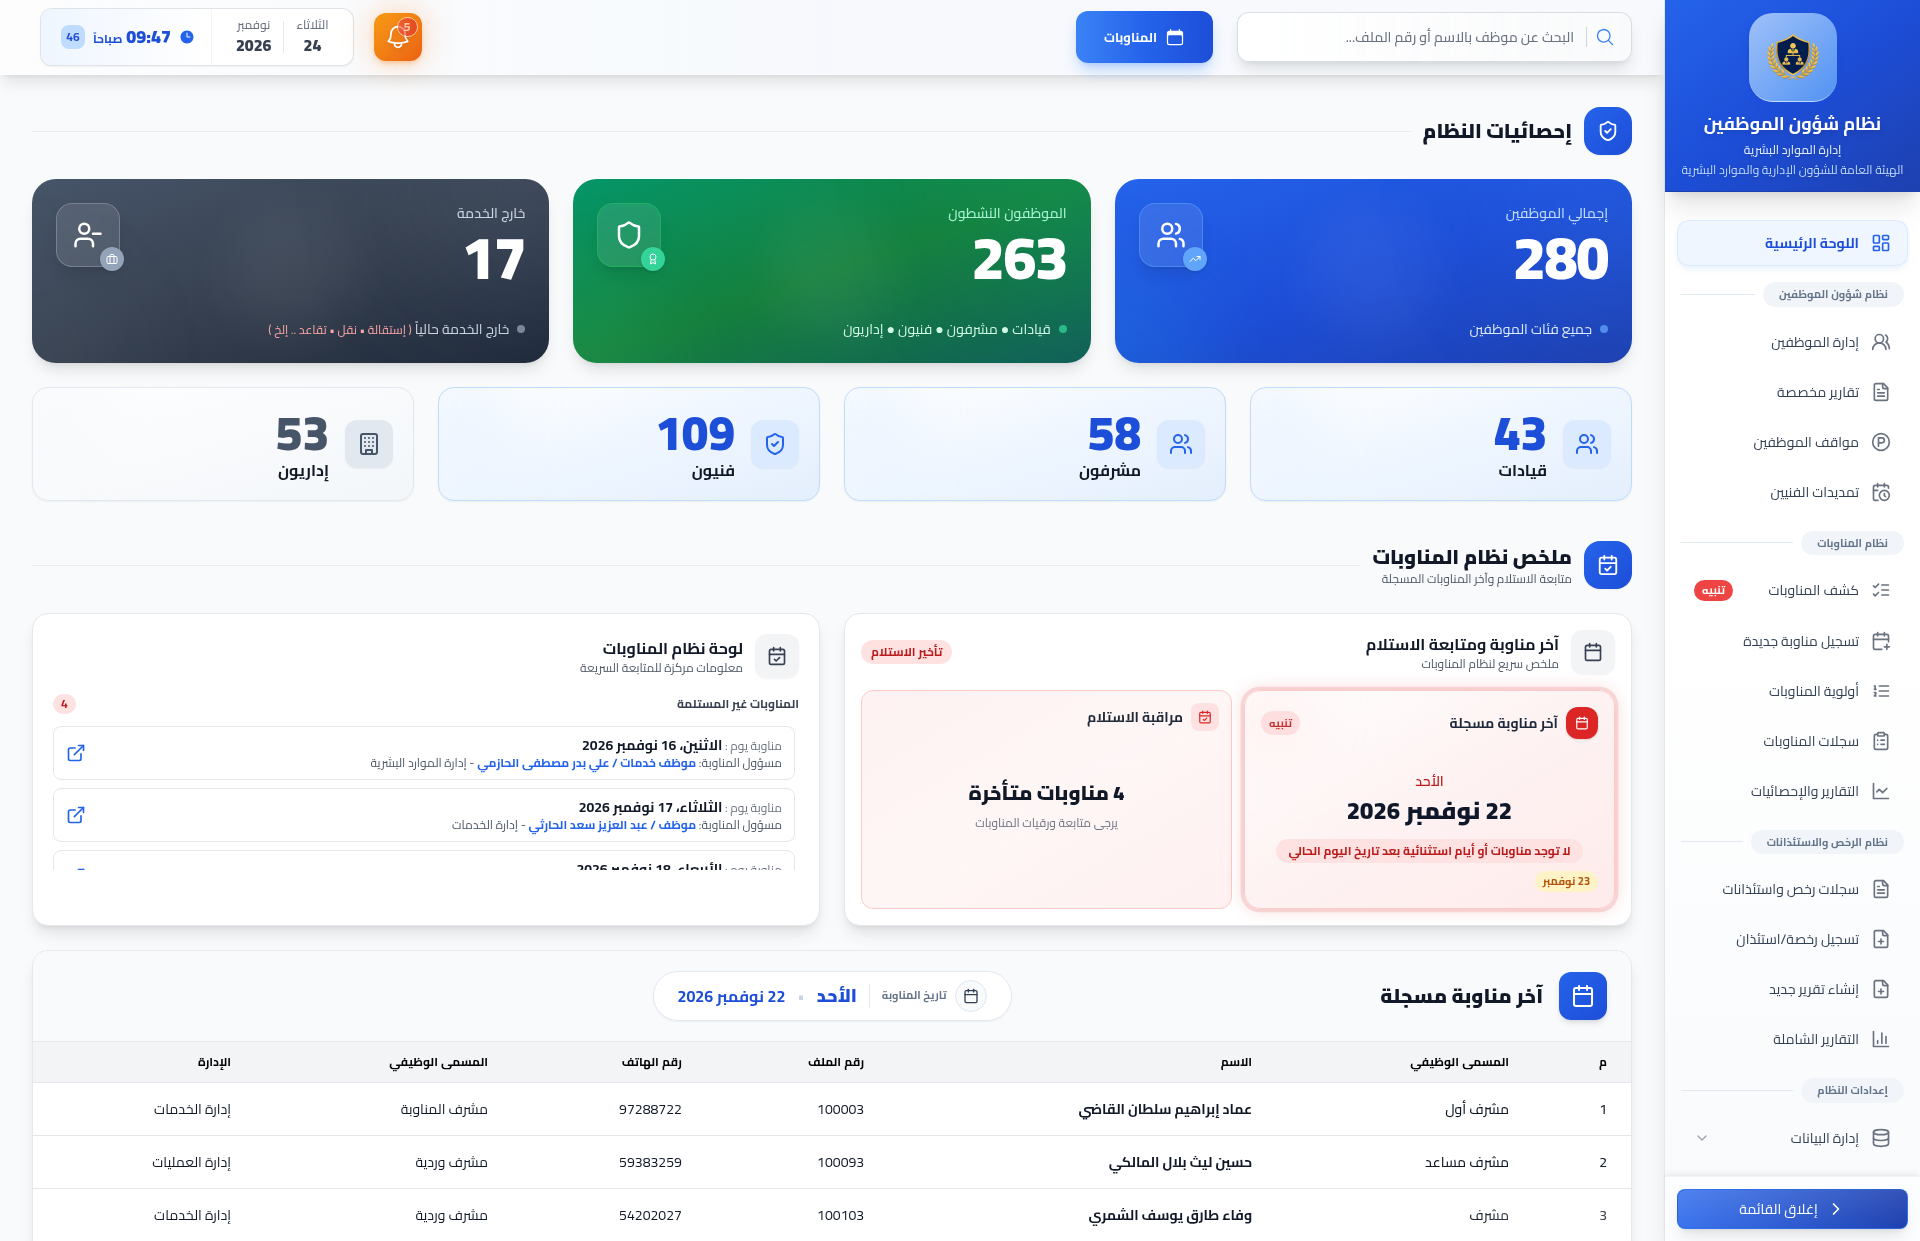 نظام شؤون الموظفين
إدارة الموارد البشرية
الهيئة العامة للشؤون الإدارية والموارد البشرية
اللوحة الرئيسية
نظام شؤون الموظفين
إدارة الموظفين
تقارير مخصصة
مواقف الموظفين
تمديدات الفنيين
نظام المناوبات
كشف المناوبات
تنبيه
تسجيل مناوبة جديدة
أولوية المناوبات
سجلات المناوبات
التقارير والإحصائيات
نظام الرخص والاستئذانات
سجلات رخص واستئذانات
تسجيل رخصة/استئذان
إنشاء تقرير جديد
التقارير الشاملة
إعدادات النظام
إدارة البيانات
إغلاق القائمة
البحث عن موظف بالاسم أو رقم الملف...
المناوبات
5
الثلاثاء
24
نوفمبر
2026
09:47 صباحاً
46
إحصائيات النظام
إجمالي الموظفين
280
جميع فئات الموظفين
الموظفون النشطون
263
قيادات ● مشرفون ● فنيون ● إداريون
خارج الخدمة
17
خارج الخدمة حالياً ( إستقالة • نقل • تقاعد .. إلخ )
43
قيادات
58
مشرفون
109
فنيون
53
إداريون
ملخص نظام المناوبات
متابعة الاستلام وآخر المناوبات المسجلة
آخر مناوبة ومتابعة الاستلام
ملخص سريع لنظام المناوبات
تأخير الاستلام
آخر مناوبة مسجلة
تنبيه
الأحد
22 نوفمبر 2026
لا توجد مناوبات أو أيام استثنائية بعد تاريخ اليوم الحالي
23 نوفمبر
مراقبة الاستلام
4 مناوبات متأخرة
يرجى متابعة ورقيات المناوبات
لوحة نظام المناوبات
معلومات مركزة للمتابعة السريعة
المناوبات غير المستلمة
4
مناوبة يوم : الاثنين، 16 نوفمبر 2026
مسؤول المناوبة: موظف خدمات / علي بدر مصطفى الحازمي - إدارة الموارد البشرية
مناوبة يوم : الثلاثاء، 17 نوفمبر 2026
مسؤول المناوبة: موظف / عبد العزيز سعد الحارثي - إدارة الخدمات
مناوبة يوم : الأربعاء، 18 نوفمبر 2026
آخر مناوبة مسجلة
تاريخ المناوبة
الأحد
22 نوفمبر 2026
م المسمى الوظيفي الاسم رقم الملف رقم الهاتف المسمى الوظيفي الإدارة
1 مشرف أول عماد إبراهيم سلطان القاضي 100003 97288722 مشرف المناوبة إدارة الخدمات
2 مشرف مساعد حسين ليث بلال المالكي 100093 59383259 مشرف وردية إدارة العمليات
3 مشرف وفاء طارق يوسف الشمري 100103 54202027 مشرف وردية إدارة الخدمات